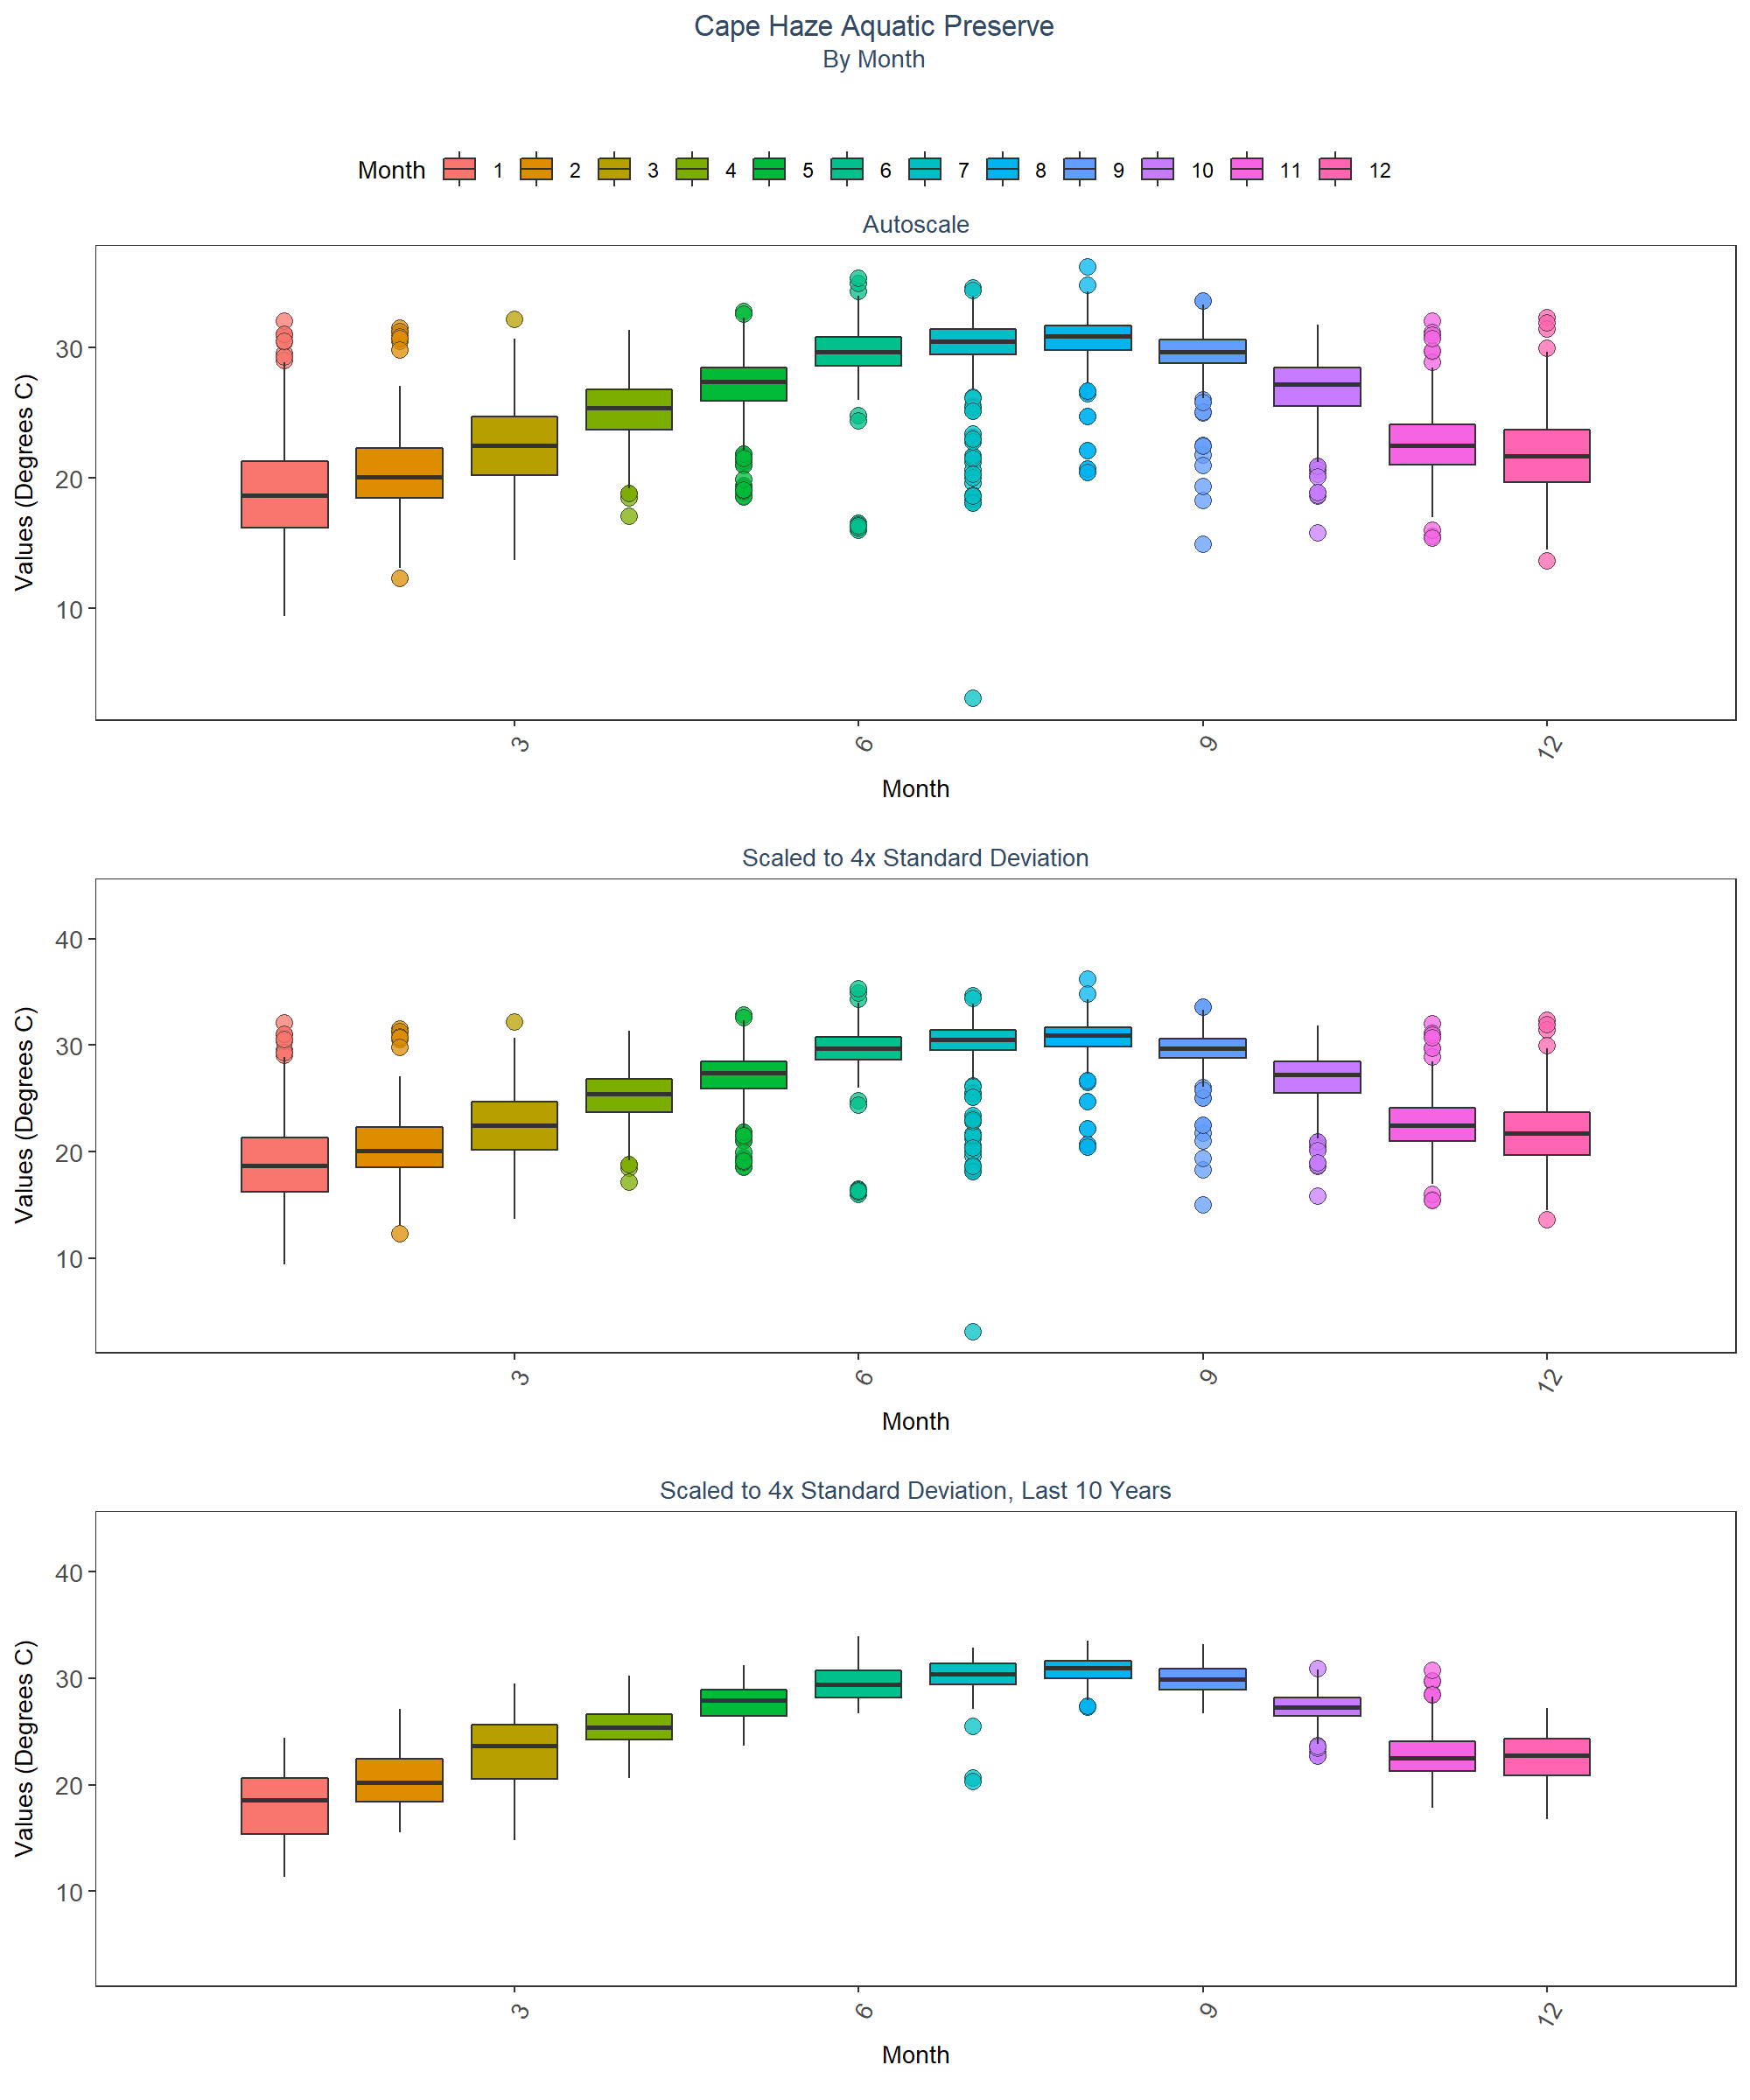 Cape Haze Aquatic Preserve
By Month
Month 1 2 3 4 5 6 7 8 9 10 11 12
Autoscale
Values (Degrees C)
30
20
10
3 6 9 12
Month
Scaled to 4x Standard Deviation
Values (Degrees C)
40
30
20
10
3 6 9 12
Month
Scaled to 4x Standard Deviation, Last 10 Years
Values (Degrees C)
40
30
20
10
3 6 9 12
Month